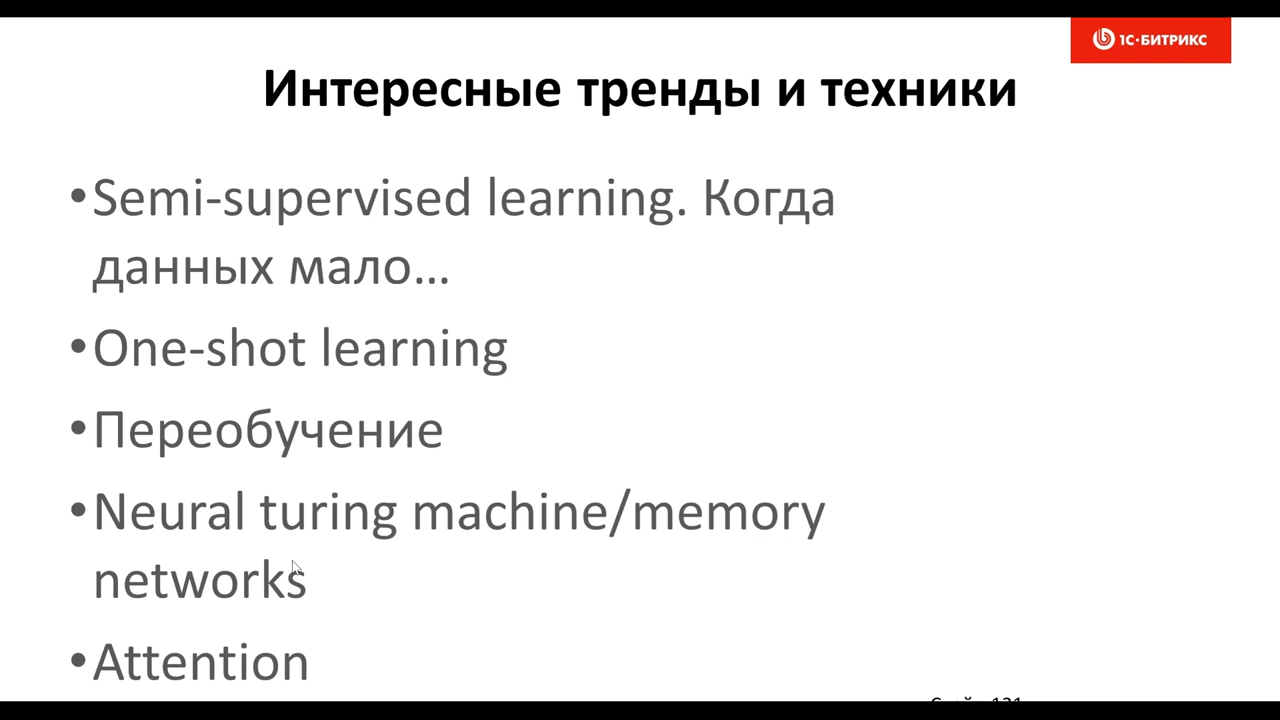 1С·БИТРИКС
Интересные тренды и техники
•Semi-supervised learning. Когда
данных мало...
•One-shot learning
•Переобучение
•Neural turing machine/memory
networks
•Attention